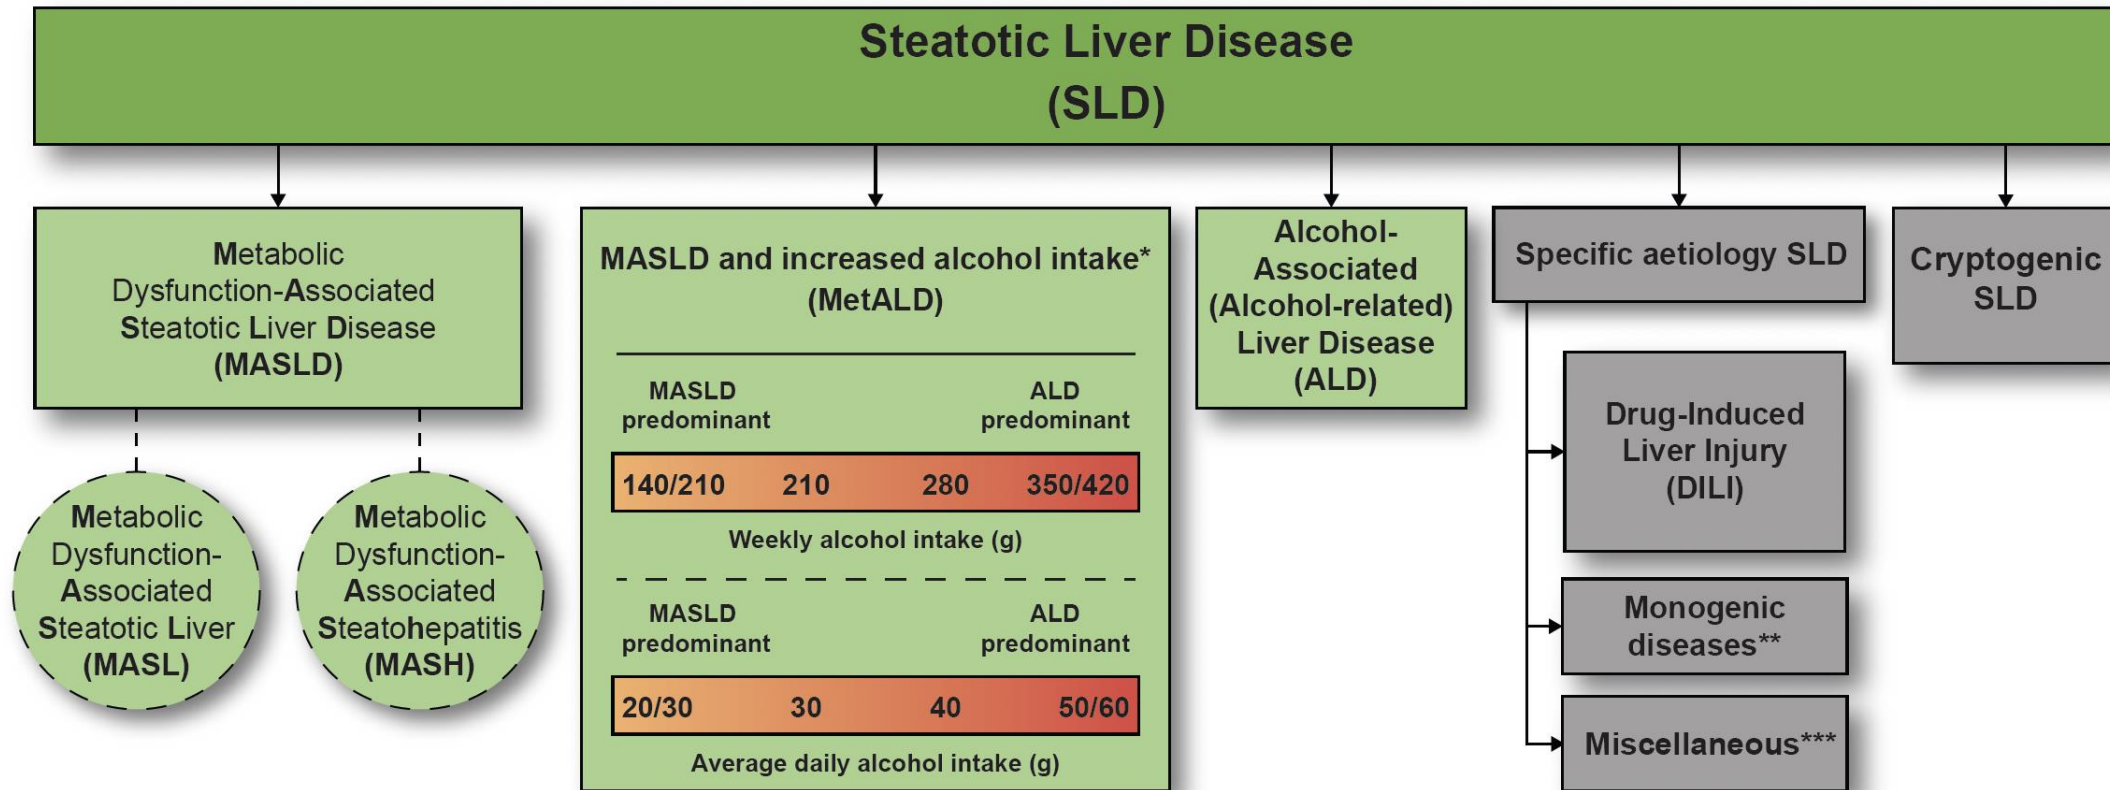 Steatotic Liver Disease
(SLD)
Metabolic
Dysfunction-Associated
Steatotic Liver Disease
(MASLD)
Metabolic
Dysfunction-
Associated
Steatotic Liver
(MASL)
Metabolic
Dysfunction-
Associated
Steatohepatitis
(MASH)
MASLD and increased alcohol intake*
(MetALD)
MASLD
predominant
ALD
predominant
140/210 210 280 350/420
Weekly alcohol intake (g)
MASLD
predominant
ALD
predominant
20/30 30 40 50/60
Average daily alcohol intake (g)
Alcohol-
Associated
(Alcohol-related)
Liver Disease
(ALD)
Specific aetiology SLD
Drug-Induced
Liver Injury
(DILI)
Monogenic
diseases**
Miscellaneous***
Cryptogenic
SLD